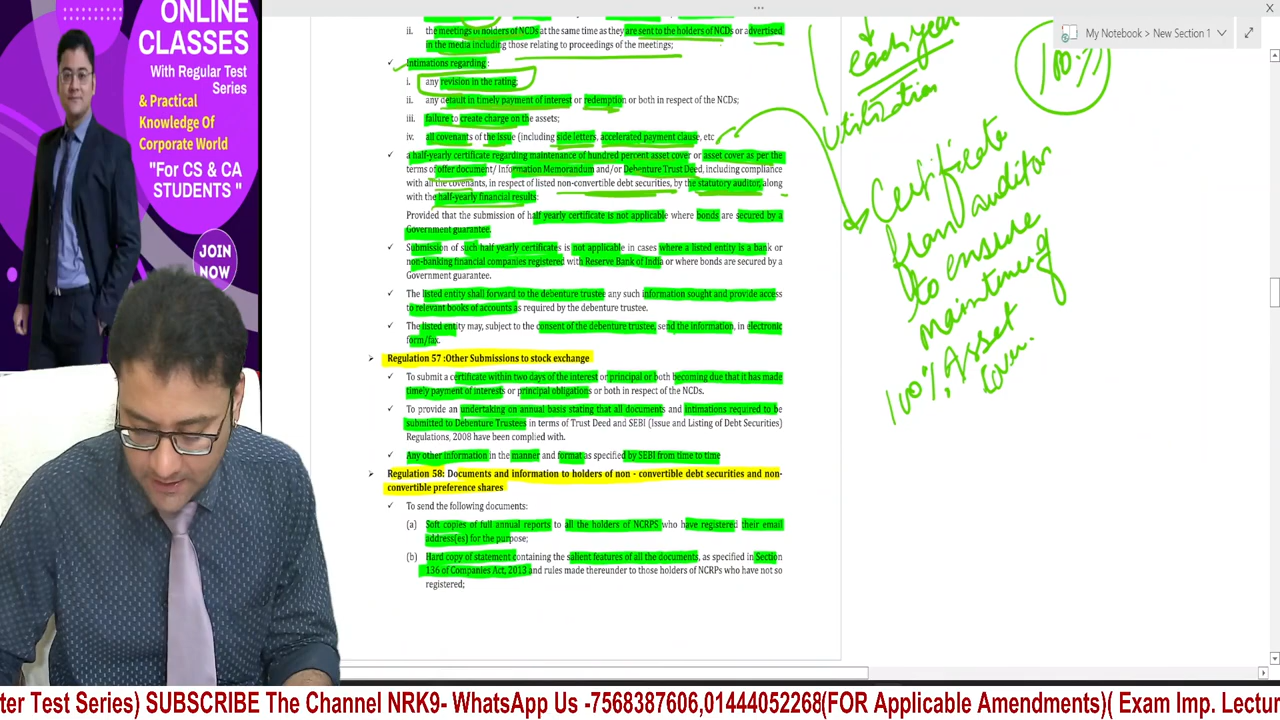 ONLINE
CLASSES
With Regular Test
Series
& Practical
Knowledge Of
Corporate World
"For CS & CA
STUDENTS "
JOIN
NOW
My Notebook > New Section 1
ii. the meetings of holders of NCDs at the same time as they are sent to the holders of NCDs or advertised
in the media including those relating to proceedings of the meetings;
✓ Intimations regarding :
i. any revision in the rating;
ii. any default in timely payment of interest or redemption or both in respect of the NCDs;
iii. failure to create charge on the assets;
iv. all covenants of the issue (including side letters, accelerated payment clause, etc
✓ a half-yearly certificate regarding maintenance of hundred percent asset cover or asset cover as per the
terms of offer document/ Information Memorandum and/or Debenture Trust Deed, including compliance
with all the covenants, in respect of listed non-convertible debt securities, by the statutory auditor, along
with the half-yearly financial results:
Provided that the submission of half yearly certificate is not applicable where bonds are secured by a
Government guarantee.
✓ Submission of such half yearly certificates is not applicable in cases where a listed entity is a bank or
non-banking financial companies registered with Reserve Bank of India or where bonds are secured by a
Government guarantee.
✓ The listed entity shall forward to the debenture trustee any such information sought and provide access
to relevant books of accounts as required by the debenture trustee.
✓ The listed entity may, subject to the consent of the debenture trustee, send the information, in electronic
form/fax.
➢ Regulation 57 :Other Submissions to stock exchange
✓ To submit a certificate within two days of the interest or principal or both becoming due that it has made
timely payment of interests or principal obligations or both in respect of the NCDs.
✓ To provide an undertaking on annual basis stating that all documents and intimations required to be
submitted to Debenture Trustees in terms of Trust Deed and SEBI (Issue and Listing of Debt Securities)
Regulations, 2008 have been complied with.
✓ Any other information in the manner and format as specified by SEBI from time to time
➢ Regulation 58: Documents and information to holders of non - convertible debt securities and non-
convertible preference shares
✓ To send the following documents:
(a) Soft copies of full annual reports to all the holders of NCRPS who have registered their email
address(es) for the purpose;
(b) Hard copy of statement containing the salient features of all the documents, as specified in Section
136 of Companies Act, 2013 and rules made thereunder to those holders of NCRPS who have not so
registered;
each year
utilization
Certificate
from auditor
to ensure
of
100% Asset
cover.
ter Test Series) SUBSCRIBE The Channel NRK9- WhatsApp Us -7568387606,01444052268(FOR Applicable Amendments)( Exam Imp. Lectur